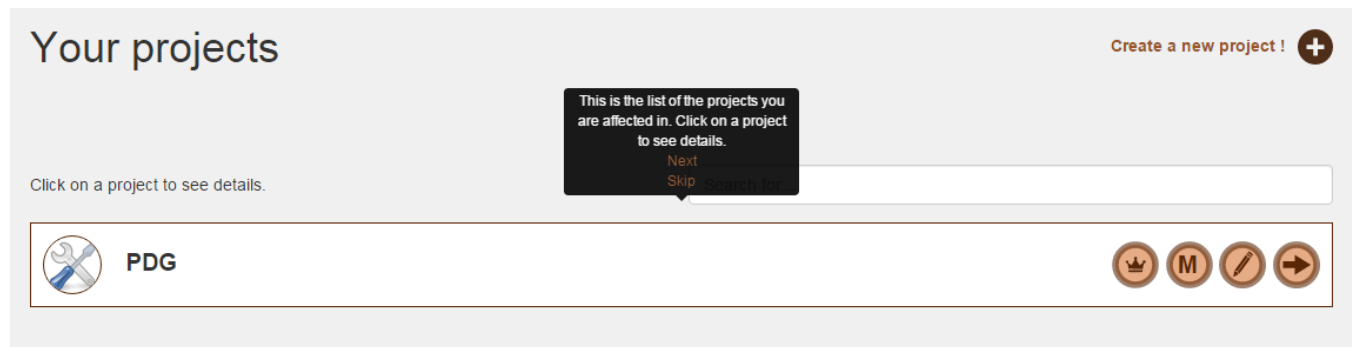 Your projects
Create a new project !
This is the list of the projects you
are affected in. Click on a project
to see details.
Next
Skip
Click on a project to see details.
Search for...
PDG
M